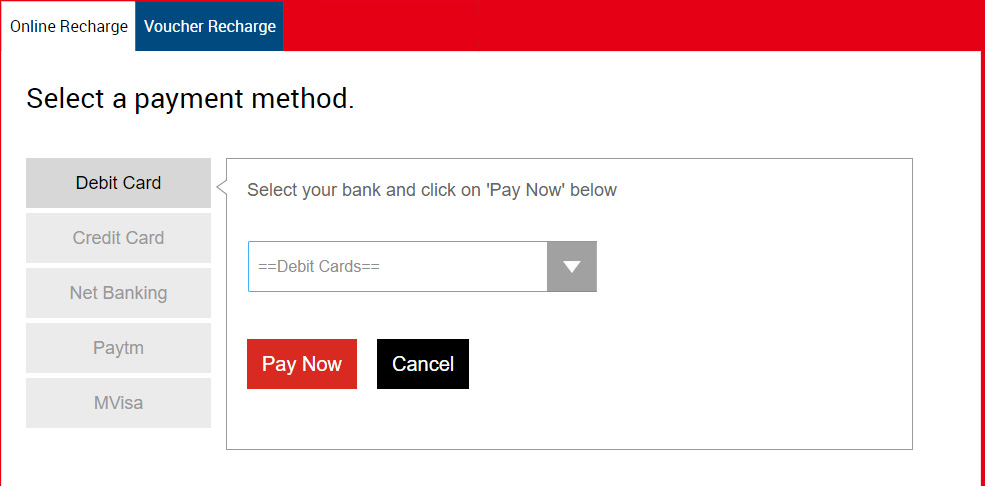 Online Recharge
Voucher Recharge
Select a payment method.
Debit Card
Credit Card
Net Banking
Paytm
MVisa
Select your bank and click on 'Pay Now' below
==Debit Cards==
Pay Now
Cancel